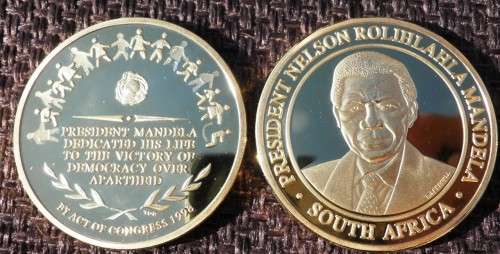 PRESIDENT MANDELA
DEDICATED HIS LIFE
TO THE VICTORY OF
DEMOCRACY OVER
APARTHEID
BY ACT OF CONGRESS 1998
PRESIDENT NELSON ROLIHLAHLA MANDELA
• SOUTH AFRICA •